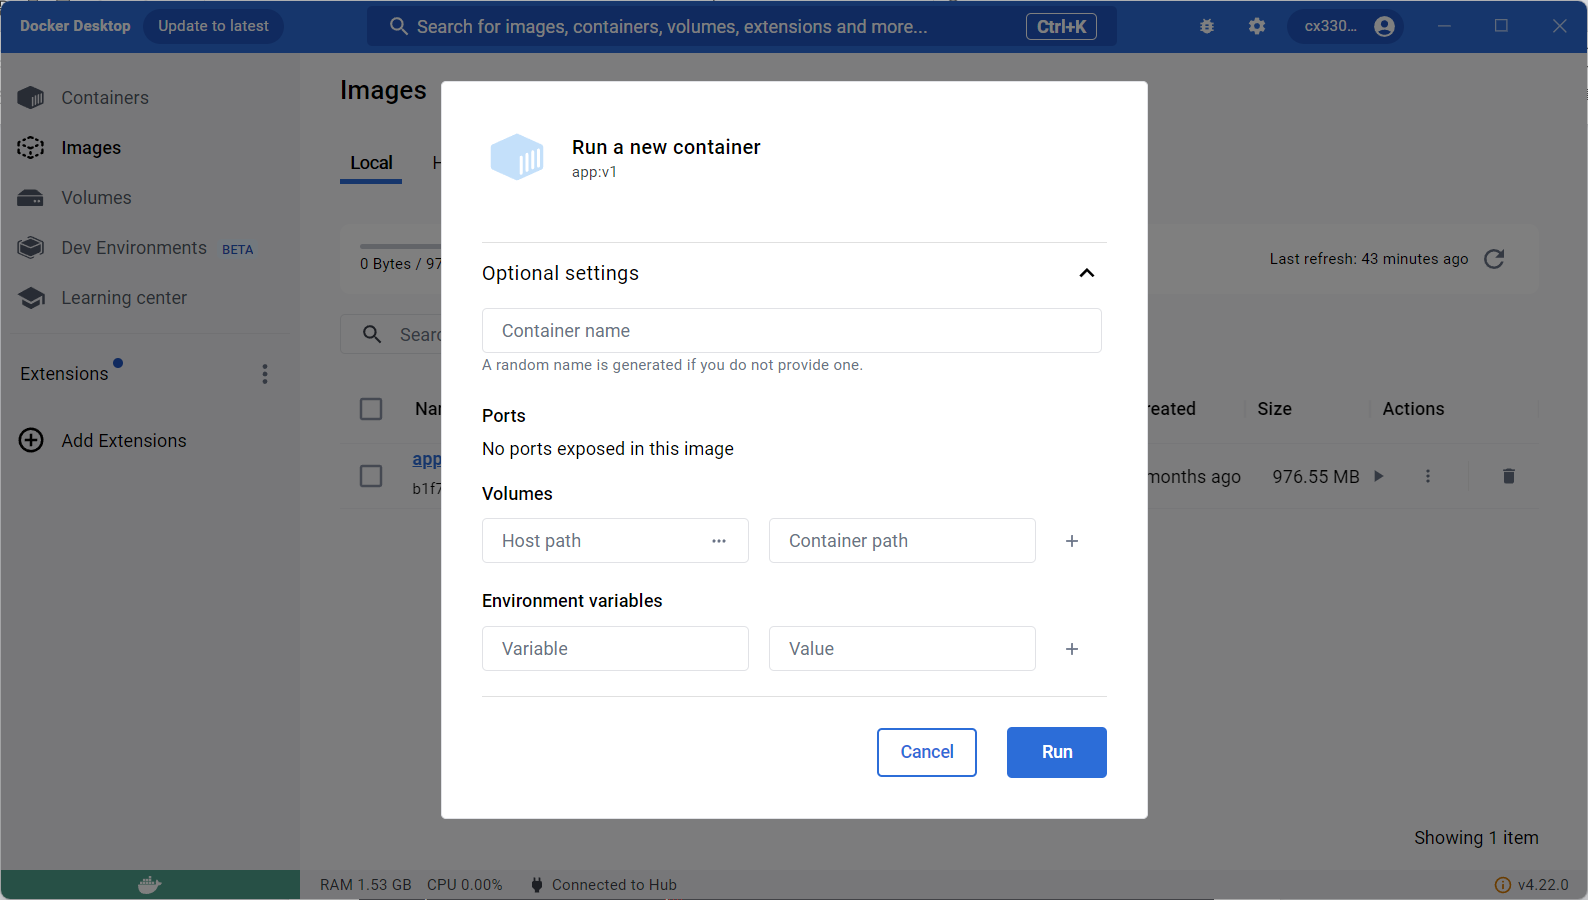 Docker Desktop
Update to latest
Search for images, containers, volumes, extensions and more...
Ctrl+K
cx330...
Containers
Images
Volumes
Dev Environments BETA
Learning center
Extensions
Add Extensions
Images
Local
H
0 Bytes / 97
Last refresh: 43 minutes ago
Searc
Nar
reated
Size
Actions
app
b1f7
months ago
976.55 MB
Run a new container
app:v1
Optional settings
Container name
A random name is generated if you do not provide one.
Ports
No ports exposed in this image
Volumes
Host path
...
Container path
+
Environment variables
Variable
Value
+
Cancel
Run
Showing 1 item
RAM 1.53 GB CPU 0.00%
Connected to Hub
v4.22.0